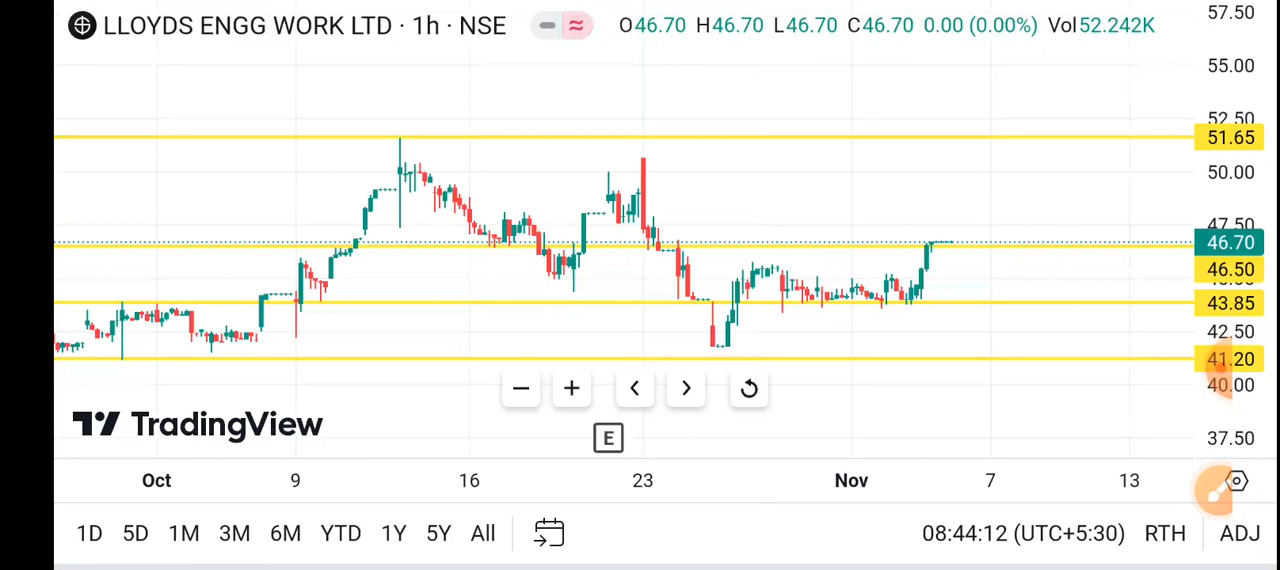 LLOYDS ENGG WORK LTD · 1h · NSE O46.70 H46.70 L46.70 C46.70 0.00 (0.00%) Vol52.242K
57.50
55.00
52.50
51.65
50.00
47.50
46.70
46.50
43.85
42.50
41.20
40.00
37.50
− + < >
TradingView
E
Oct 9 16 23 Nov 7 13
1D 5D 1M 3M 6M YTD 1Y 5Y All 08:44:12 (UTC+5:30) RTH ADJ